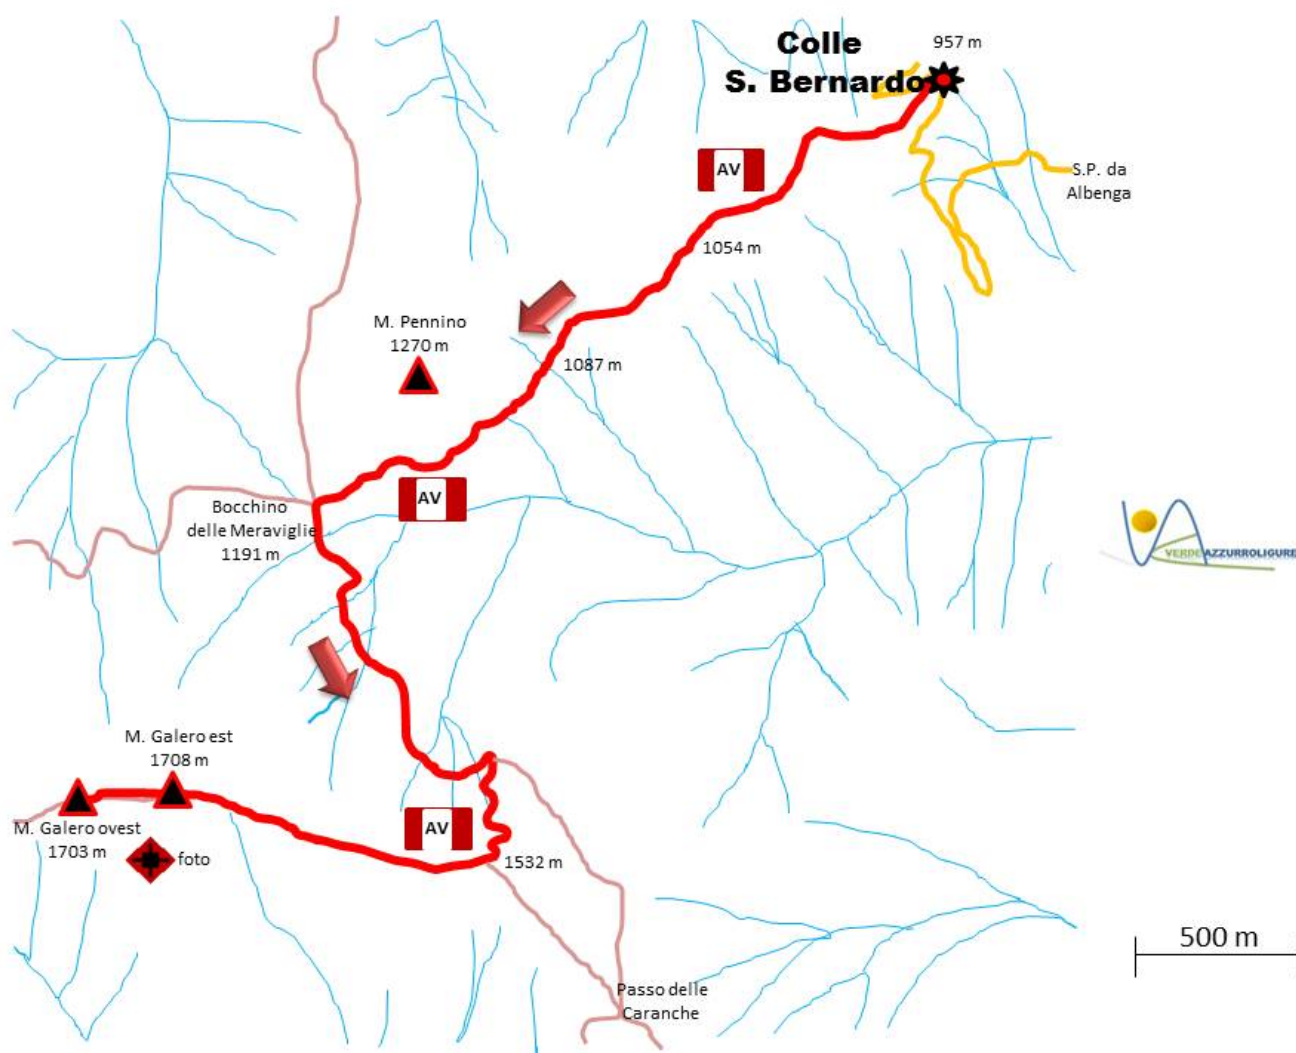 Colle
S. Bernardo
957 m
AV
S.P. da
Albenga
1054 m
M. Pennino
1270 m
1087 m
Bocchino
delle Meraviglie
1191 m
AV
VERDEAZZURROLIGURE
M. Galero est
1708 m
M. Galero ovest
1703 m
foto
AV
1532 m
500 m
Passo delle
Caranche